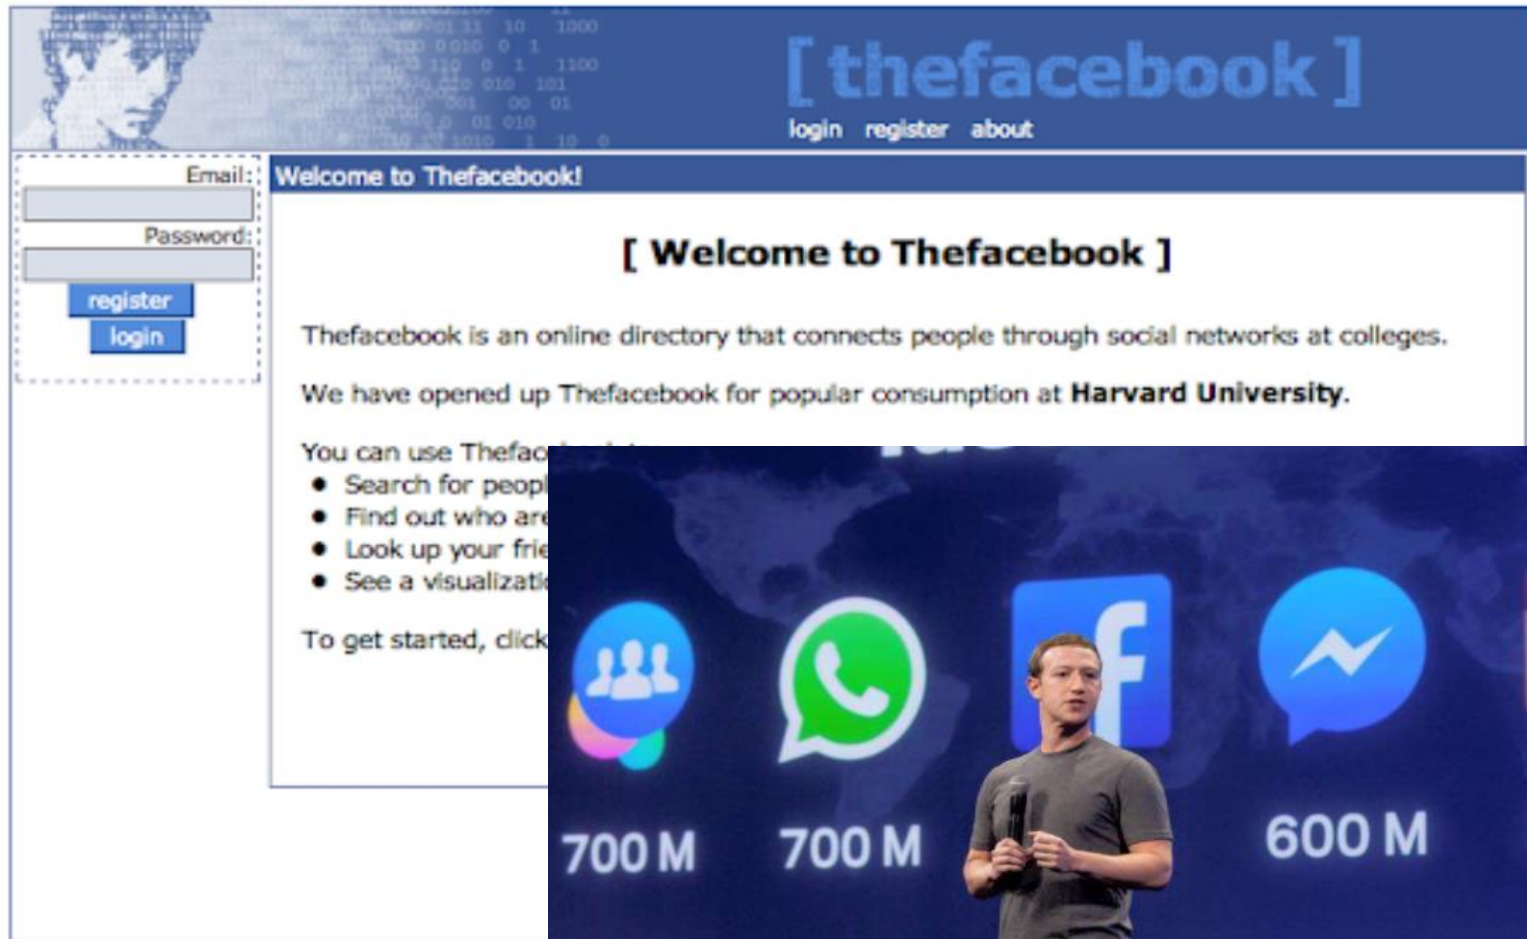 [ thefacebook ]
login register about
Email:
Password:
register
login
Welcome to Thefacebook!
[ Welcome to Thefacebook ]
Thefacebook is an online directory that connects people through social networks at colleges.
We have opened up Thefacebook for popular consumption at Harvard University.
You can use
Search for
Find out who are
Look up your
See a
To get started, click
700 M
700 M
600 M